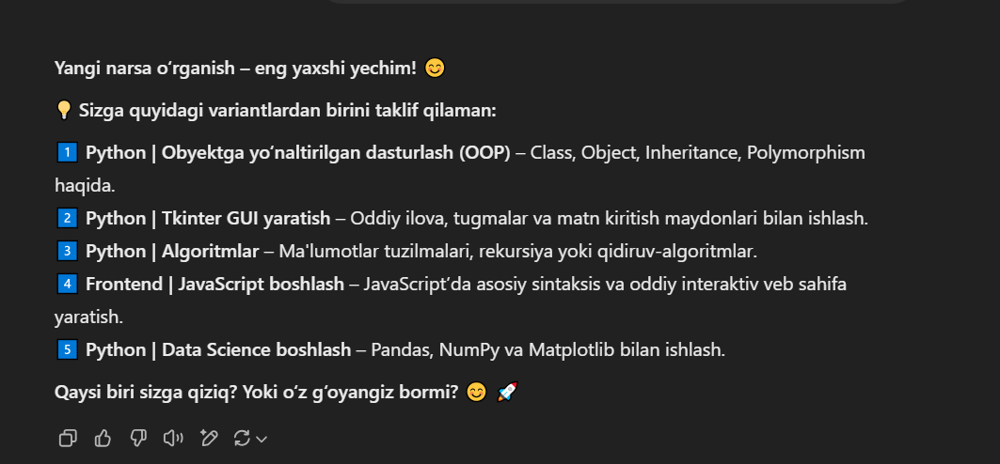 Yangi narsa o‘rganish – eng yaxshi yechim! 😊
💡 Sizga quyidagi variantlardan birini taklif qilaman:
1️⃣ Python | Obyektga yo‘naltirilgan dasturlash (OOP) – Class, Object, Inheritance, Polymorphism
haqida.
2️⃣ Python | Tkinter GUI yaratish – Oddiy ilova, tugmalar va matn kiritish maydonlari bilan ishlash.
3️⃣ Python | Algoritmlar – Ma'lumotlar tuzilmalari, rekursiya yoki qidiruv-algoritmlar.
4️⃣ Frontend | JavaScript boshlash – JavaScript’da asosiy sintaksis va oddiy interaktiv veb sahifa
yaratish.
5️⃣ Python | Data Science boshlash – Pandas, NumPy va Matplotlib bilan ishlash.
Qaysi biri sizga qiziq? Yoki o‘z g‘oyangiz bormi? 😊 🚀